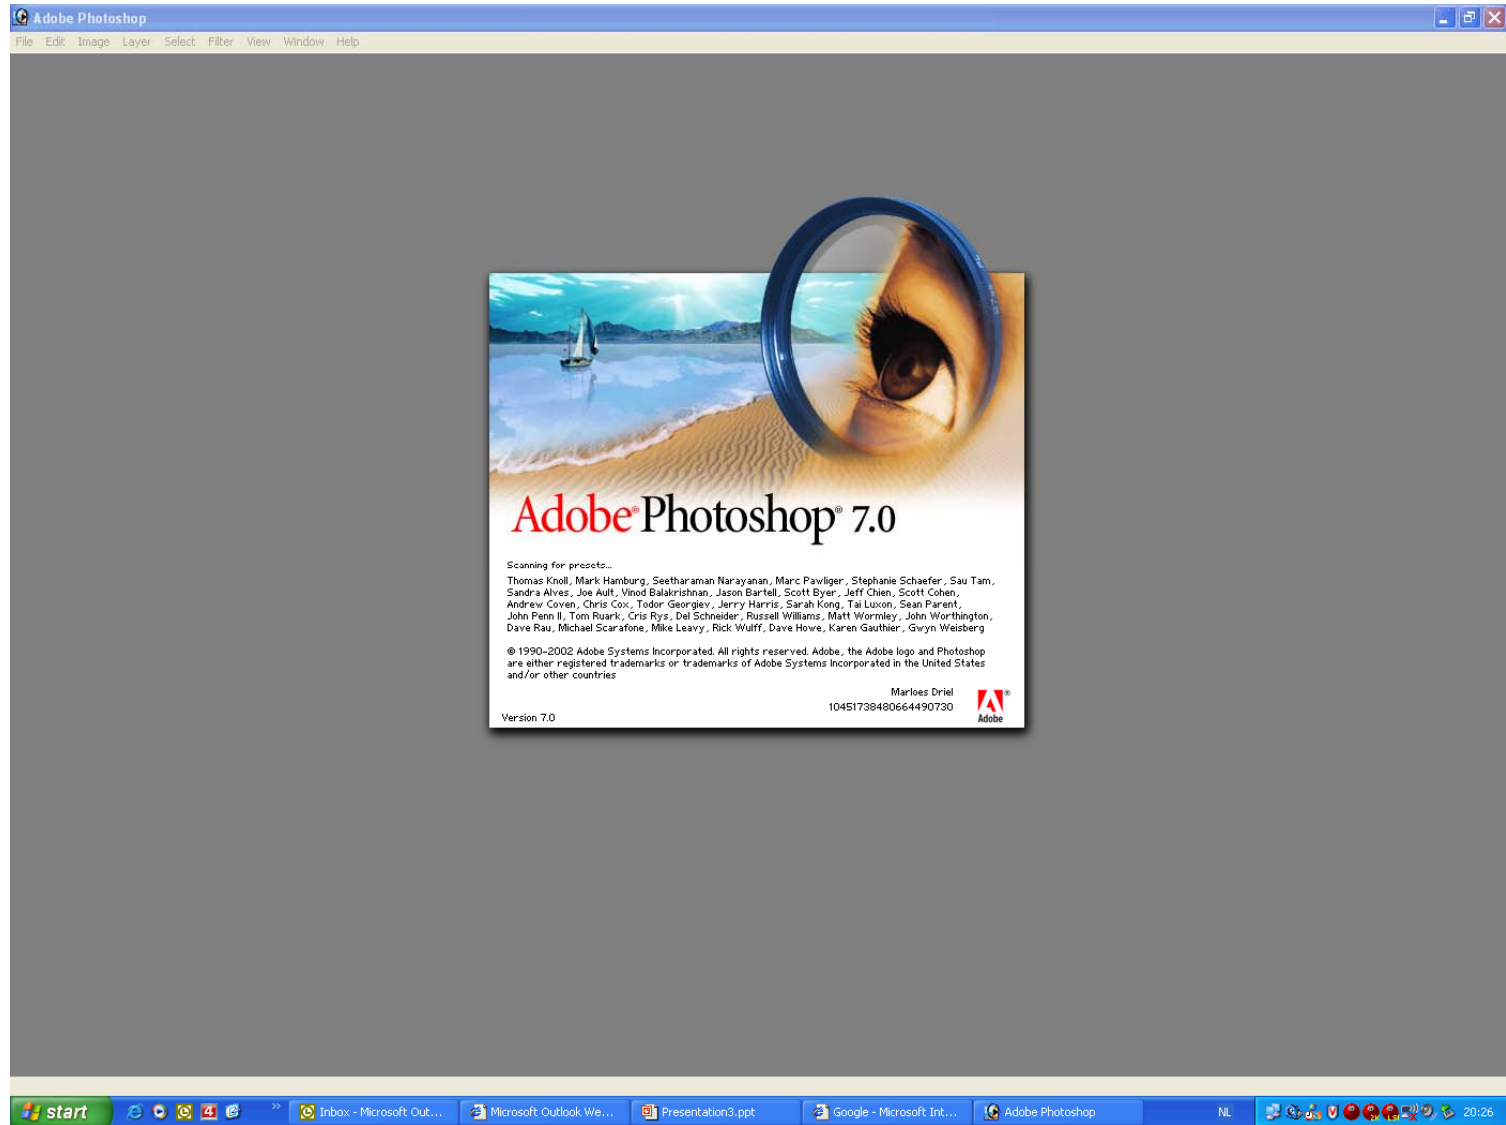 Adobe Photoshop
File Edit Image Layer Select Filter View Window Help
Adobe® Photoshop® 7.0
Scanning for presets...
Thomas Knoll, Mark Hamburg, Seetharaman Narayanan, Marc Pawliger, Stephanie Schaefer, Sau Tam,
Sandra Alves, Joe Ault, Vinod Balakrishnan, Jason Bartell, Scott Byer, Jeff Chien, Scott Cohen,
Andrew Coven, Chris Cox, Todor Georgiev, Jerry Harris, Sarah Kong, Tai Luxon, Sean Parent,
John Penn II, Tom Ruark, Cris Rys, Del Schneider, Russell Williams, Matt Wormley, John Worthington,
Dave Rau, Michael Scarafone, Mike Leavy, Rick Wulff, Dave Howe, Karen Gauthier, Gwyn Weisberg
© 1990-2002 Adobe Systems Incorporated. All rights reserved. Adobe, the Adobe logo and Photoshop
are either registered trademarks or trademarks of Adobe Systems Incorporated in the United States
and/or other countries
Marloes Driel
10451738480664490730
Version 7.0
Adobe
start
4
Inbox - Microsoft Out...
Microsoft Outlook We...
Presentation3.ppt
Google - Microsoft Int...
Adobe Photoshop
NL
20:26